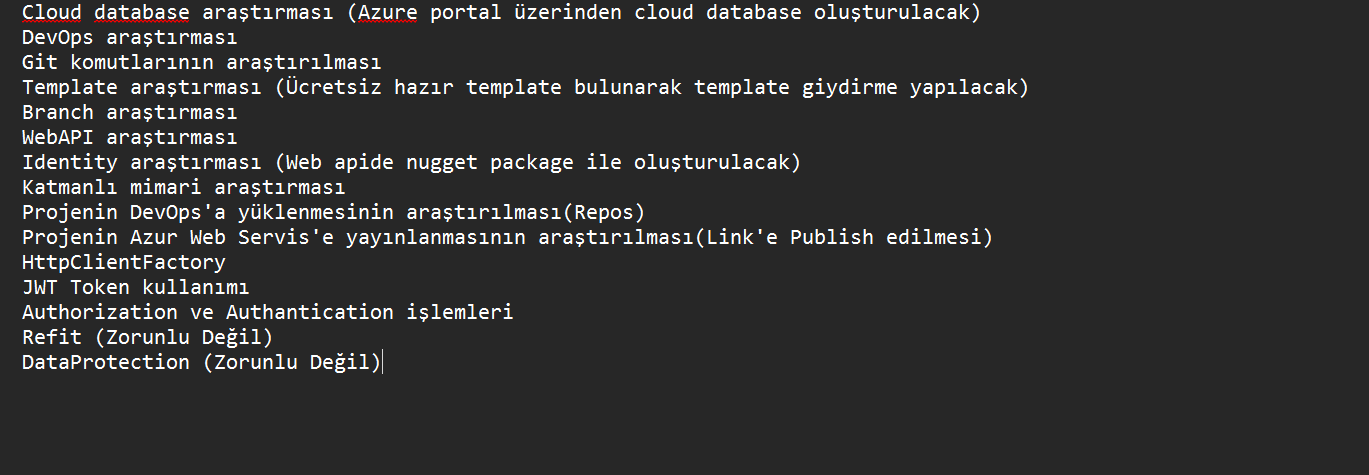 Cloud database araştırması (Azure portal üzerinden cloud database oluşturulacak)
DevOps araştırması
Git komutlarının araştırılması
Template araştırması (Ücretsiz hazır template bulunarak template giydirme yapılacak)
Branch araştırması
WebAPI araştırması
Identity araştırması (Web apide nugget package ile oluşturulacak)
Katmanlı mimari araştırması
Projenin DevOps'a yüklenmesinin araştırılması(Repos)
Projenin Azur Web Servis'e yayınlanmasının araştırılması(Link'e Publish edilmesi)
HttpClientFactory
JWT Token kullanımı
Authorization ve Authantication işlemleri
Refit (Zorunlu Değil)
DataProtection (Zorunlu Değil)